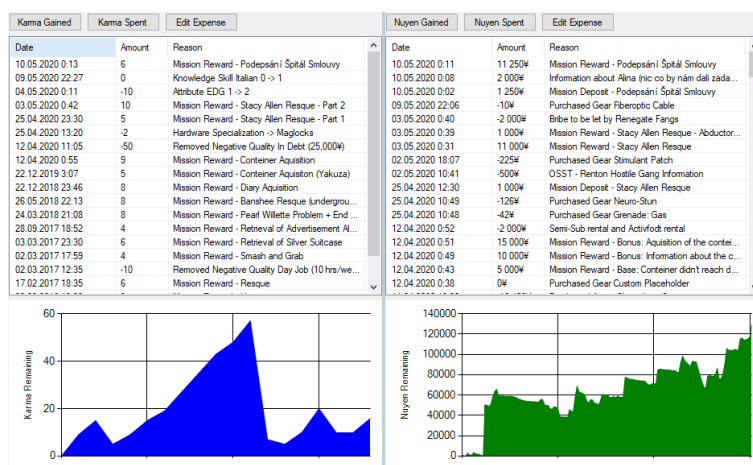 Karma Gained Karma Spent Edit Expense
Date Amount Reason
10.05.2020 0:13 6 Mission Reward - Podepsání Špitál Smlouvy
09.05.2020 22:27 0 Knowledge Skill Italian 0 -> 1
04.05.2020 0:11 -10 Attribute EDG 1 -> 2
03.05.2020 0:42 10 Mission Reward - Stacy Allen Resque - Part 2
25.04.2020 23:30 5 Mission Reward - Stacy Allen Resque - Part 1
25.04.2020 13:20 -2 Hardware Specialization -> Maglocks
12.04.2020 11:05 -50 Removed Negative Quality In Debt (25,000¥)
12.04.2020 0:55 9 Mission Reward - Conteiner Aquisition
22.12.2019 3:07 5 Mission Reward - Conteiner Aquisiton (Yakuza)
22.12.2018 23:46 8 Mission Reward - Diary Aquisition
26.05.2018 22:13 8 Mission Reward - Banshee Resque (undergrou...
24.03.2018 21:08 8 Mission Reward - Pearl Willette Problem + End ...
28.09.2017 18:52 4 Mission Reward - Retrieval of Advertisement Al...
03.03.2017 23:30 6 Mission Reward - Retrieval of Silver Suitcase
02.03.2017 17:59 4 Mission Reward - Smash and Grab
02.03.2017 12:35 -10 Removed Negative Quality Day Job (10 hrs/we...
17.02.2017 18:35 6 Mission Reward - Resque
60
40
20
0
Karma Remaining
Nuyen Gained Nuyen Spent Edit Expense
Date Amount Reason
10.05.2020 0:11 11 250¥ Mission Reward - Podepsání Špitál Smlouvy
10.05.2020 0:08 2 000¥ Information about Alina (nic co by nám dali zada...
10.05.2020 0:02 1 250¥ Mission Deposit - Podepsání Špitál Smlouvy
09.05.2020 22:06 -10¥ Purchased Gear Fiberoptic Cable
03.05.2020 0:40 -2 000¥ Bribe to be let by Renegate Fangs
03.05.2020 0:39 1 000¥ Mission Reward - Stacy Allen Resque - Abductor...
03.05.2020 0:31 11 000¥ Mission Reward - Stacy Allen Resque
02.05.2020 18:07 -225¥ Purchased Gear Stimulant Patch
02.05.2020 10:41 -500¥ OSST - Renton Hostile Gang Information
25.04.2020 12:30 1 000¥ Mission Deposit - Stacy Allen Resque
25.04.2020 10:49 -126¥ Purchased Gear Neuro-Stun
25.04.2020 10:48 -42¥ Purchased Gear Grenade: Gas
12.04.2020 0:52 -2 000¥ Semi-Sub rental and Activfodt rental
12.04.2020 0:51 15 000¥ Mission Reward - Bonus: Aquisition of the contei...
12.04.2020 0:49 10 000¥ Mission Reward - Bonus: Information about the c...
12.04.2020 0:43 5 000¥ Mission Reward - Base: Conteiner didn't reach d...
12.04.2020 0:38 0¥ Purchased Gear Custom Placeholder
140000
120000
100000
80000
60000
40000
20000
0
Nuyen Remaining